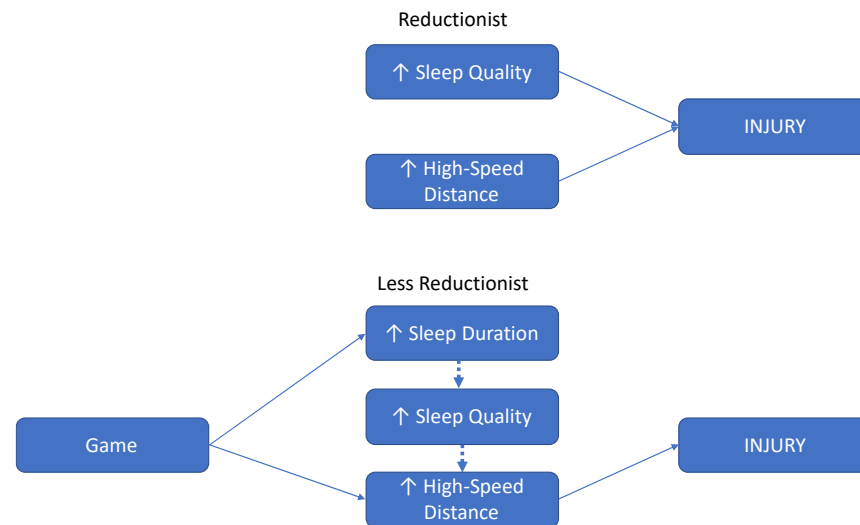 Reductionist
↑ Sleep Quality
INJURY
↑ High-Speed
Distance
Less Reductionist
↑ Sleep Duration
↑ Sleep Quality
Game
INJURY
↑ High-Speed
Distance